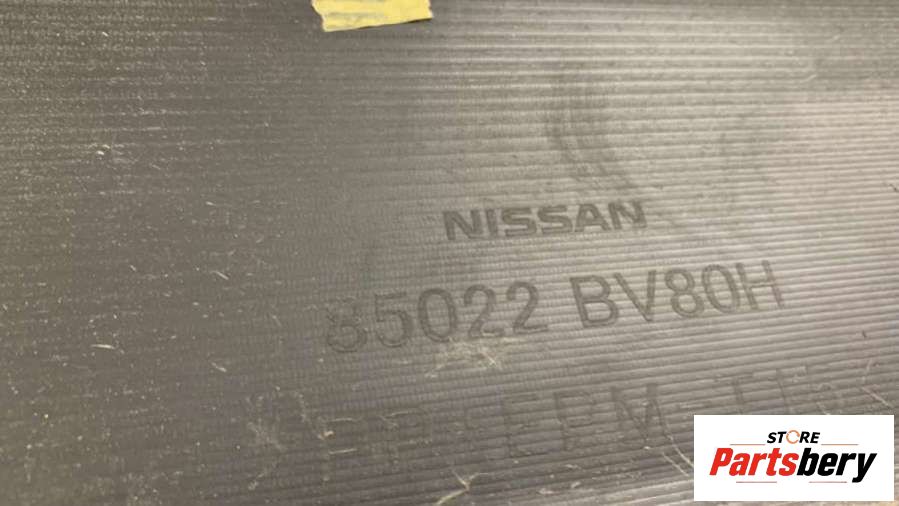 NISSAN
85022 BV80H
STORE
Partsbery